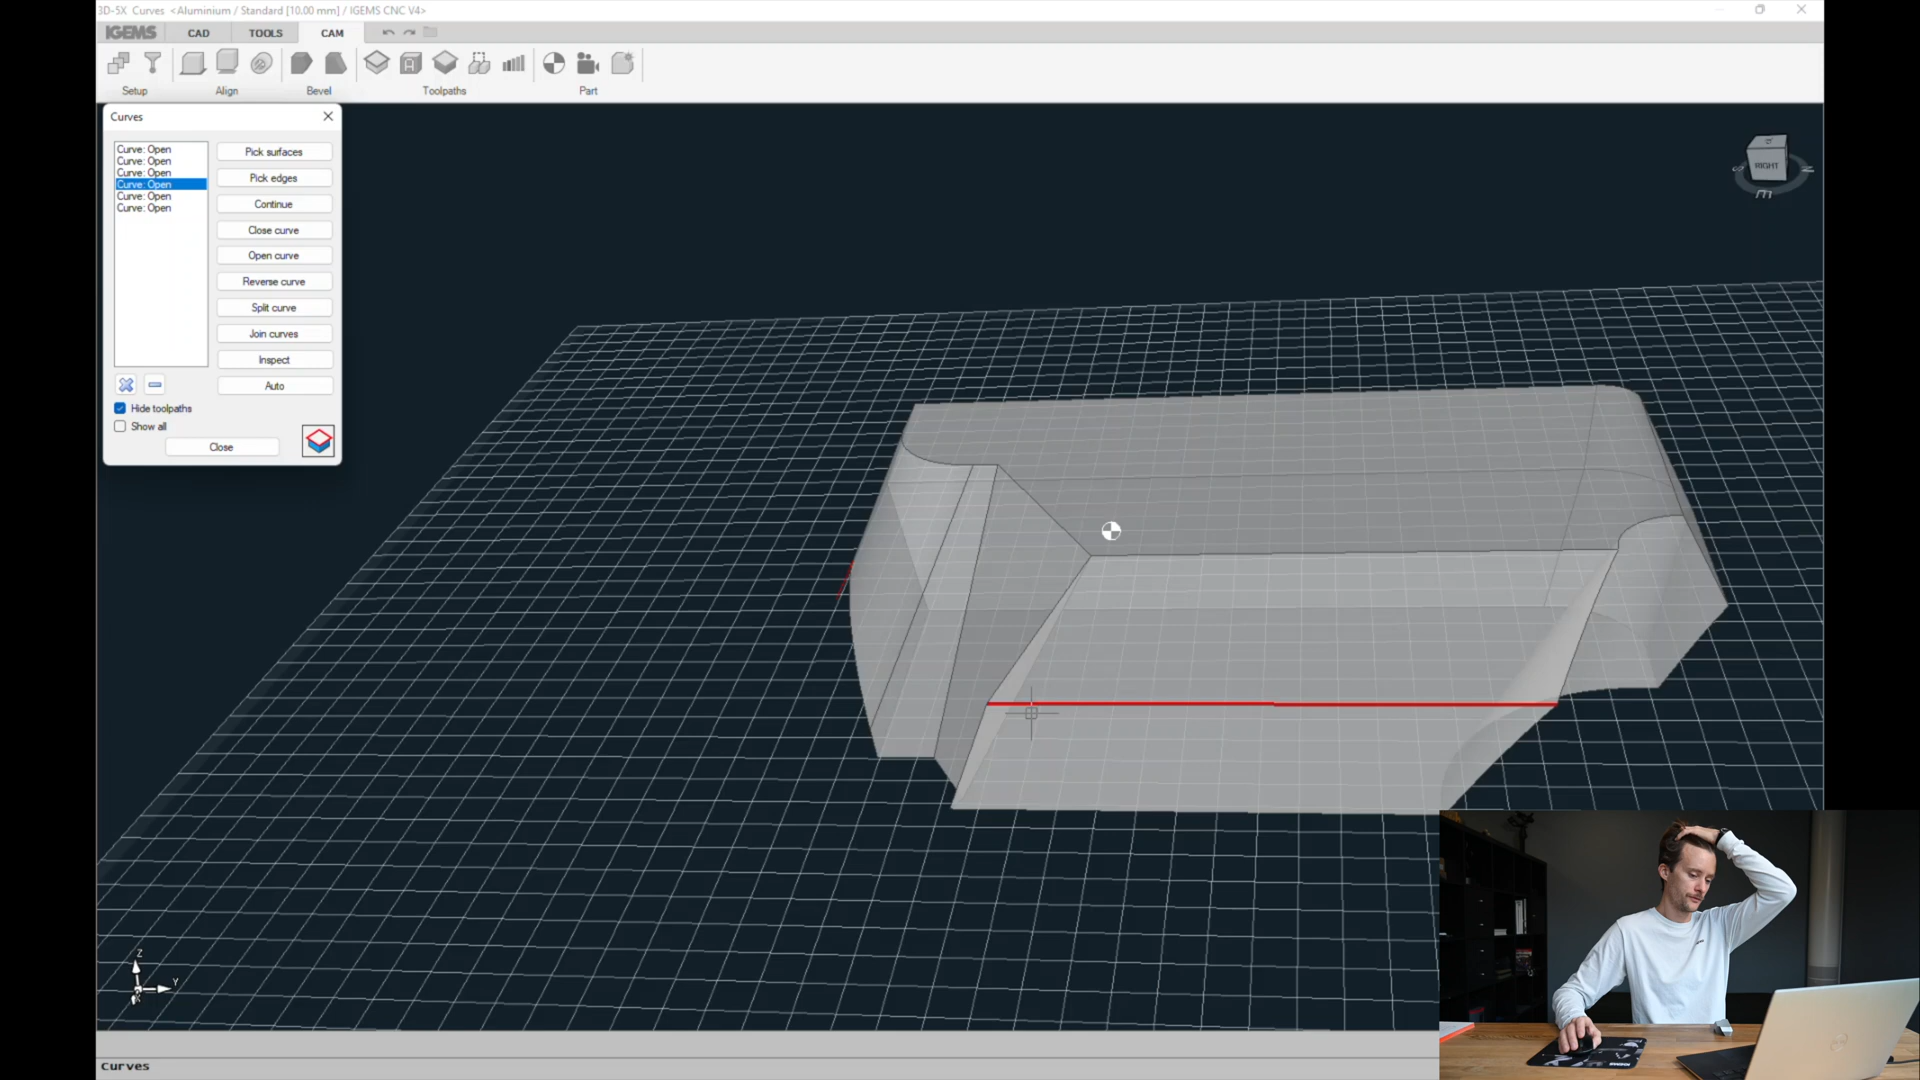 3D-5X Curves <Aluminium / Standard [10.00 mm] / IGEMS CNC V4>
IGEMS CAD TOOLS CAM
Setup Align Bevel Toolpaths Part
Curves
Curve: Open
Curve: Open
Curve: Open
Curve: Open
Curve: Open
Curve: Open
Pick surfaces
Pick edges
Continue
Close curve
Open curve
Reverse curve
Split curve
Join curves
Inspect
Auto
Hide toolpaths
Show all
Close
RIGHT
Z
Y
Curves